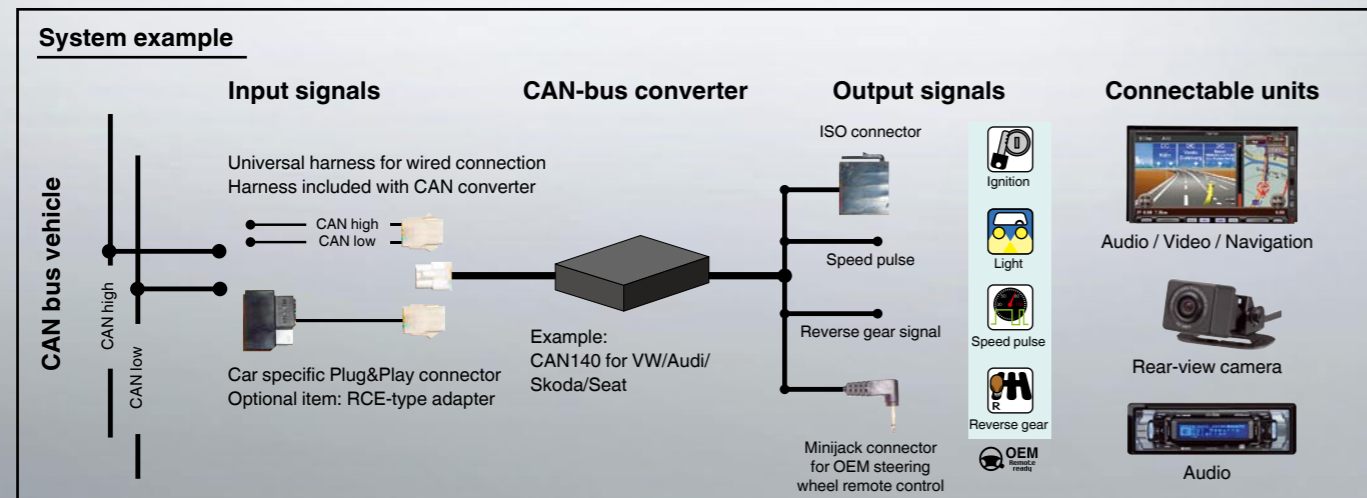 System example
Input signals
CAN-bus converter
Output signals
Connectable units
CAN bus vehicle
CAN high
CAN low
Universal harness for wired connection
Harness included with CAN converter
CAN high
CAN low
Car specific Plug&Play connector
Optional item: RCE-type adapter
Example:
CAN140 for VW/Audi/
Skoda/Seat
ISO connector
Speed pulse
Reverse gear signal
Minijack connector
for OEM steering
wheel remote control
Ignition
Light
Speed pulse
R
Reverse gear
OEM
Remote
ready
Audio / Video / Navigation
Rear-view camera
Audio